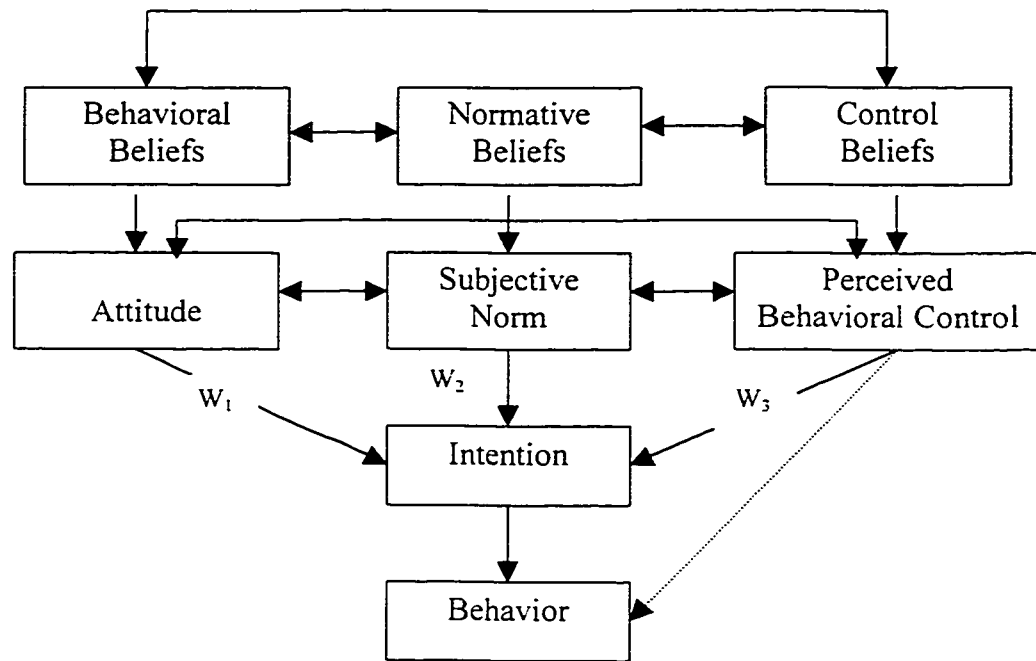 Behavioral
Beliefs
Normative
Beliefs
Control
Beliefs
Attitude
Subjective
Norm
Perceived
Behavioral Control
W₁
W₂
W₃
Intention
Behavior